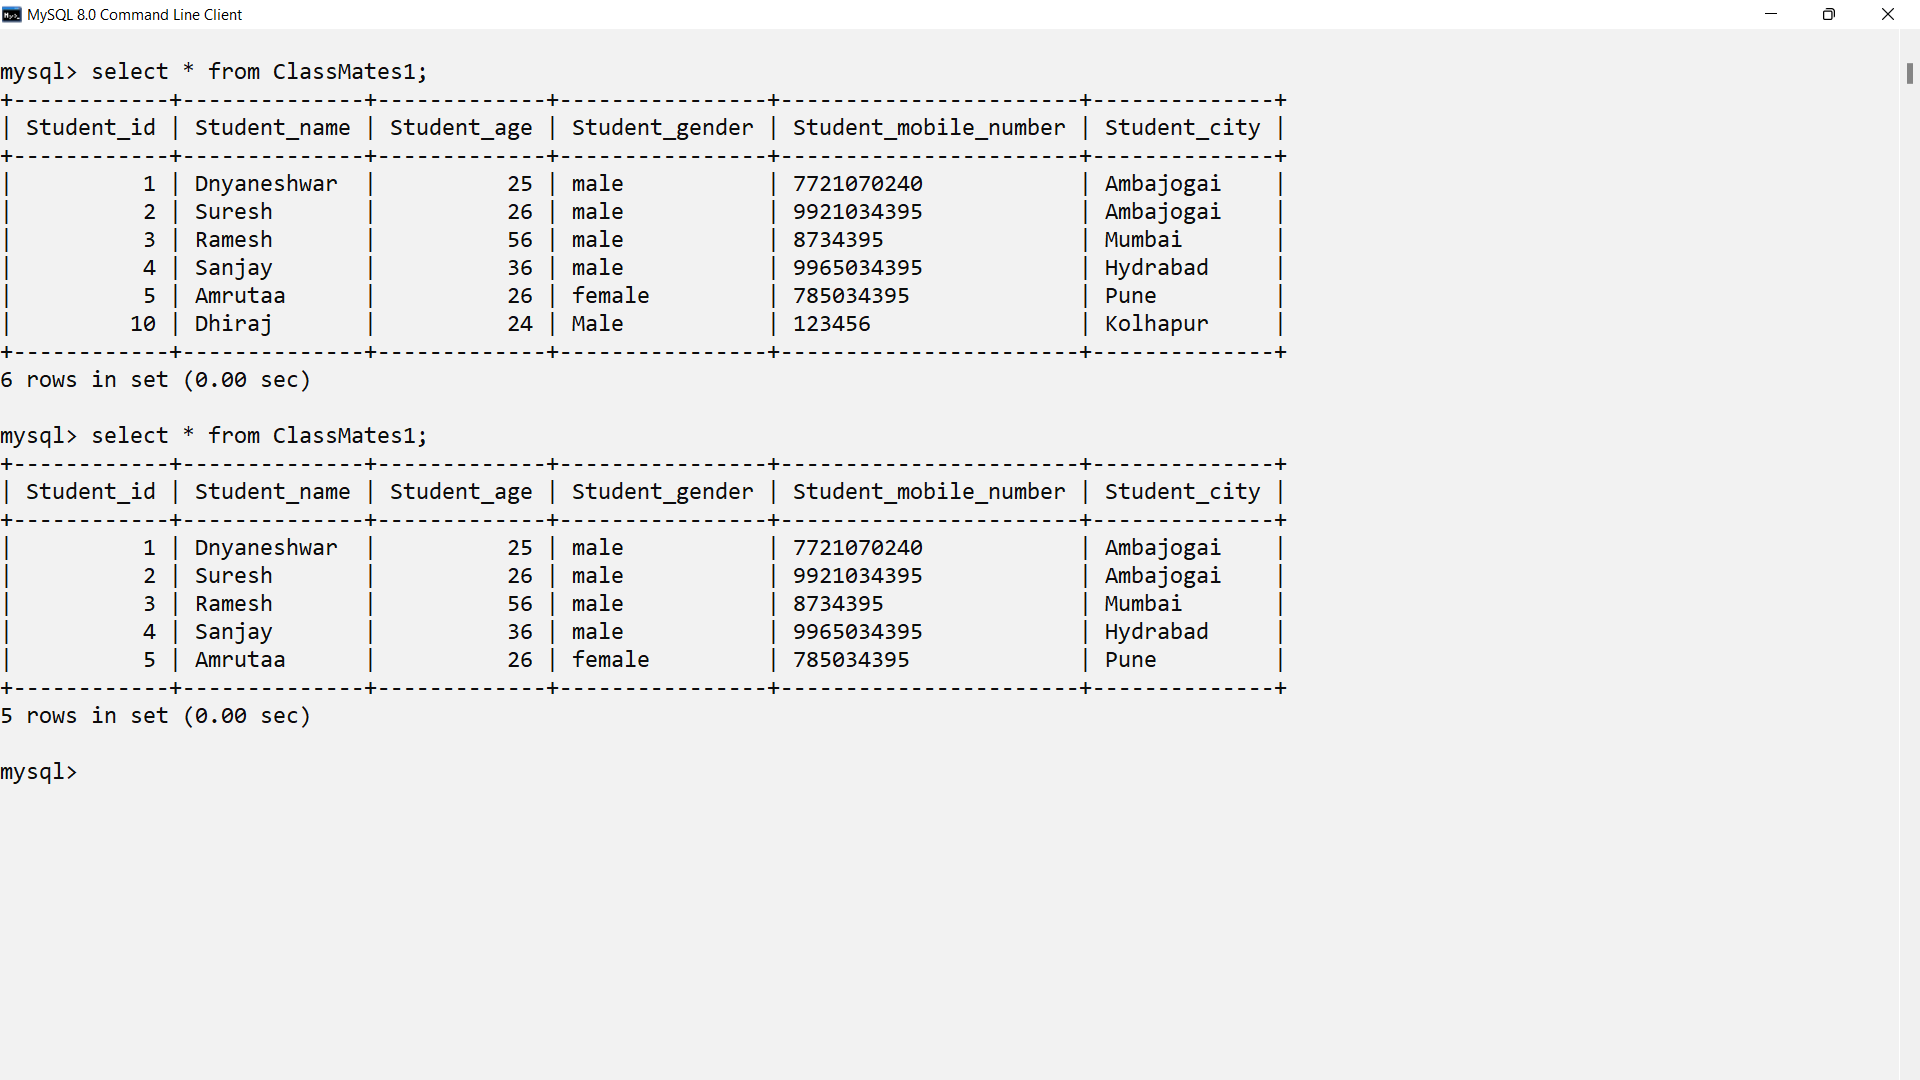 MySQL 8.0 Command Line Client
mysql> select * from ClassMates1;
+------------+--------------+-------------+----------------+-----------------------+--------------+
| Student_id | Student_name | Student_age | Student_gender | Student_mobile_number | Student_city |
+------------+--------------+-------------+----------------+-----------------------+--------------+
|          1 | Dnyaneshwar  |          25 | male           | 7721070240            | Ambajogai    |
|          2 | Suresh       |          26 | male           | 9921034395            | Ambajogai    |
|          3 | Ramesh       |          56 | male           | 8734395               | Mumbai       |
|          4 | Sanjay       |          36 | male           | 9965034395            | Hydrabad     |
|          5 | Amrutaa      |          26 | female         | 785034395             | Pune         |
|         10 | Dhiraj       |          24 | Male           | 123456                | Kolhapur     |
+------------+--------------+-------------+----------------+-----------------------+--------------+
6 rows in set (0.00 sec)
mysql> select * from ClassMates1;
+------------+--------------+-------------+----------------+-----------------------+--------------+
| Student_id | Student_name | Student_age | Student_gender | Student_mobile_number | Student_city |
+------------+--------------+-------------+----------------+-----------------------+--------------+
|          1 | Dnyaneshwar  |          25 | male           | 7721070240            | Ambajogai    |
|          2 | Suresh       |          26 | male           | 9921034395            | Ambajogai    |
|          3 | Ramesh       |          56 | male           | 8734395               | Mumbai       |
|          4 | Sanjay       |          36 | male           | 9965034395            | Hydrabad     |
|          5 | Amrutaa      |          26 | female         | 785034395             | Pune         |
+------------+--------------+-------------+----------------+-----------------------+--------------+
5 rows in set (0.00 sec)
mysql>